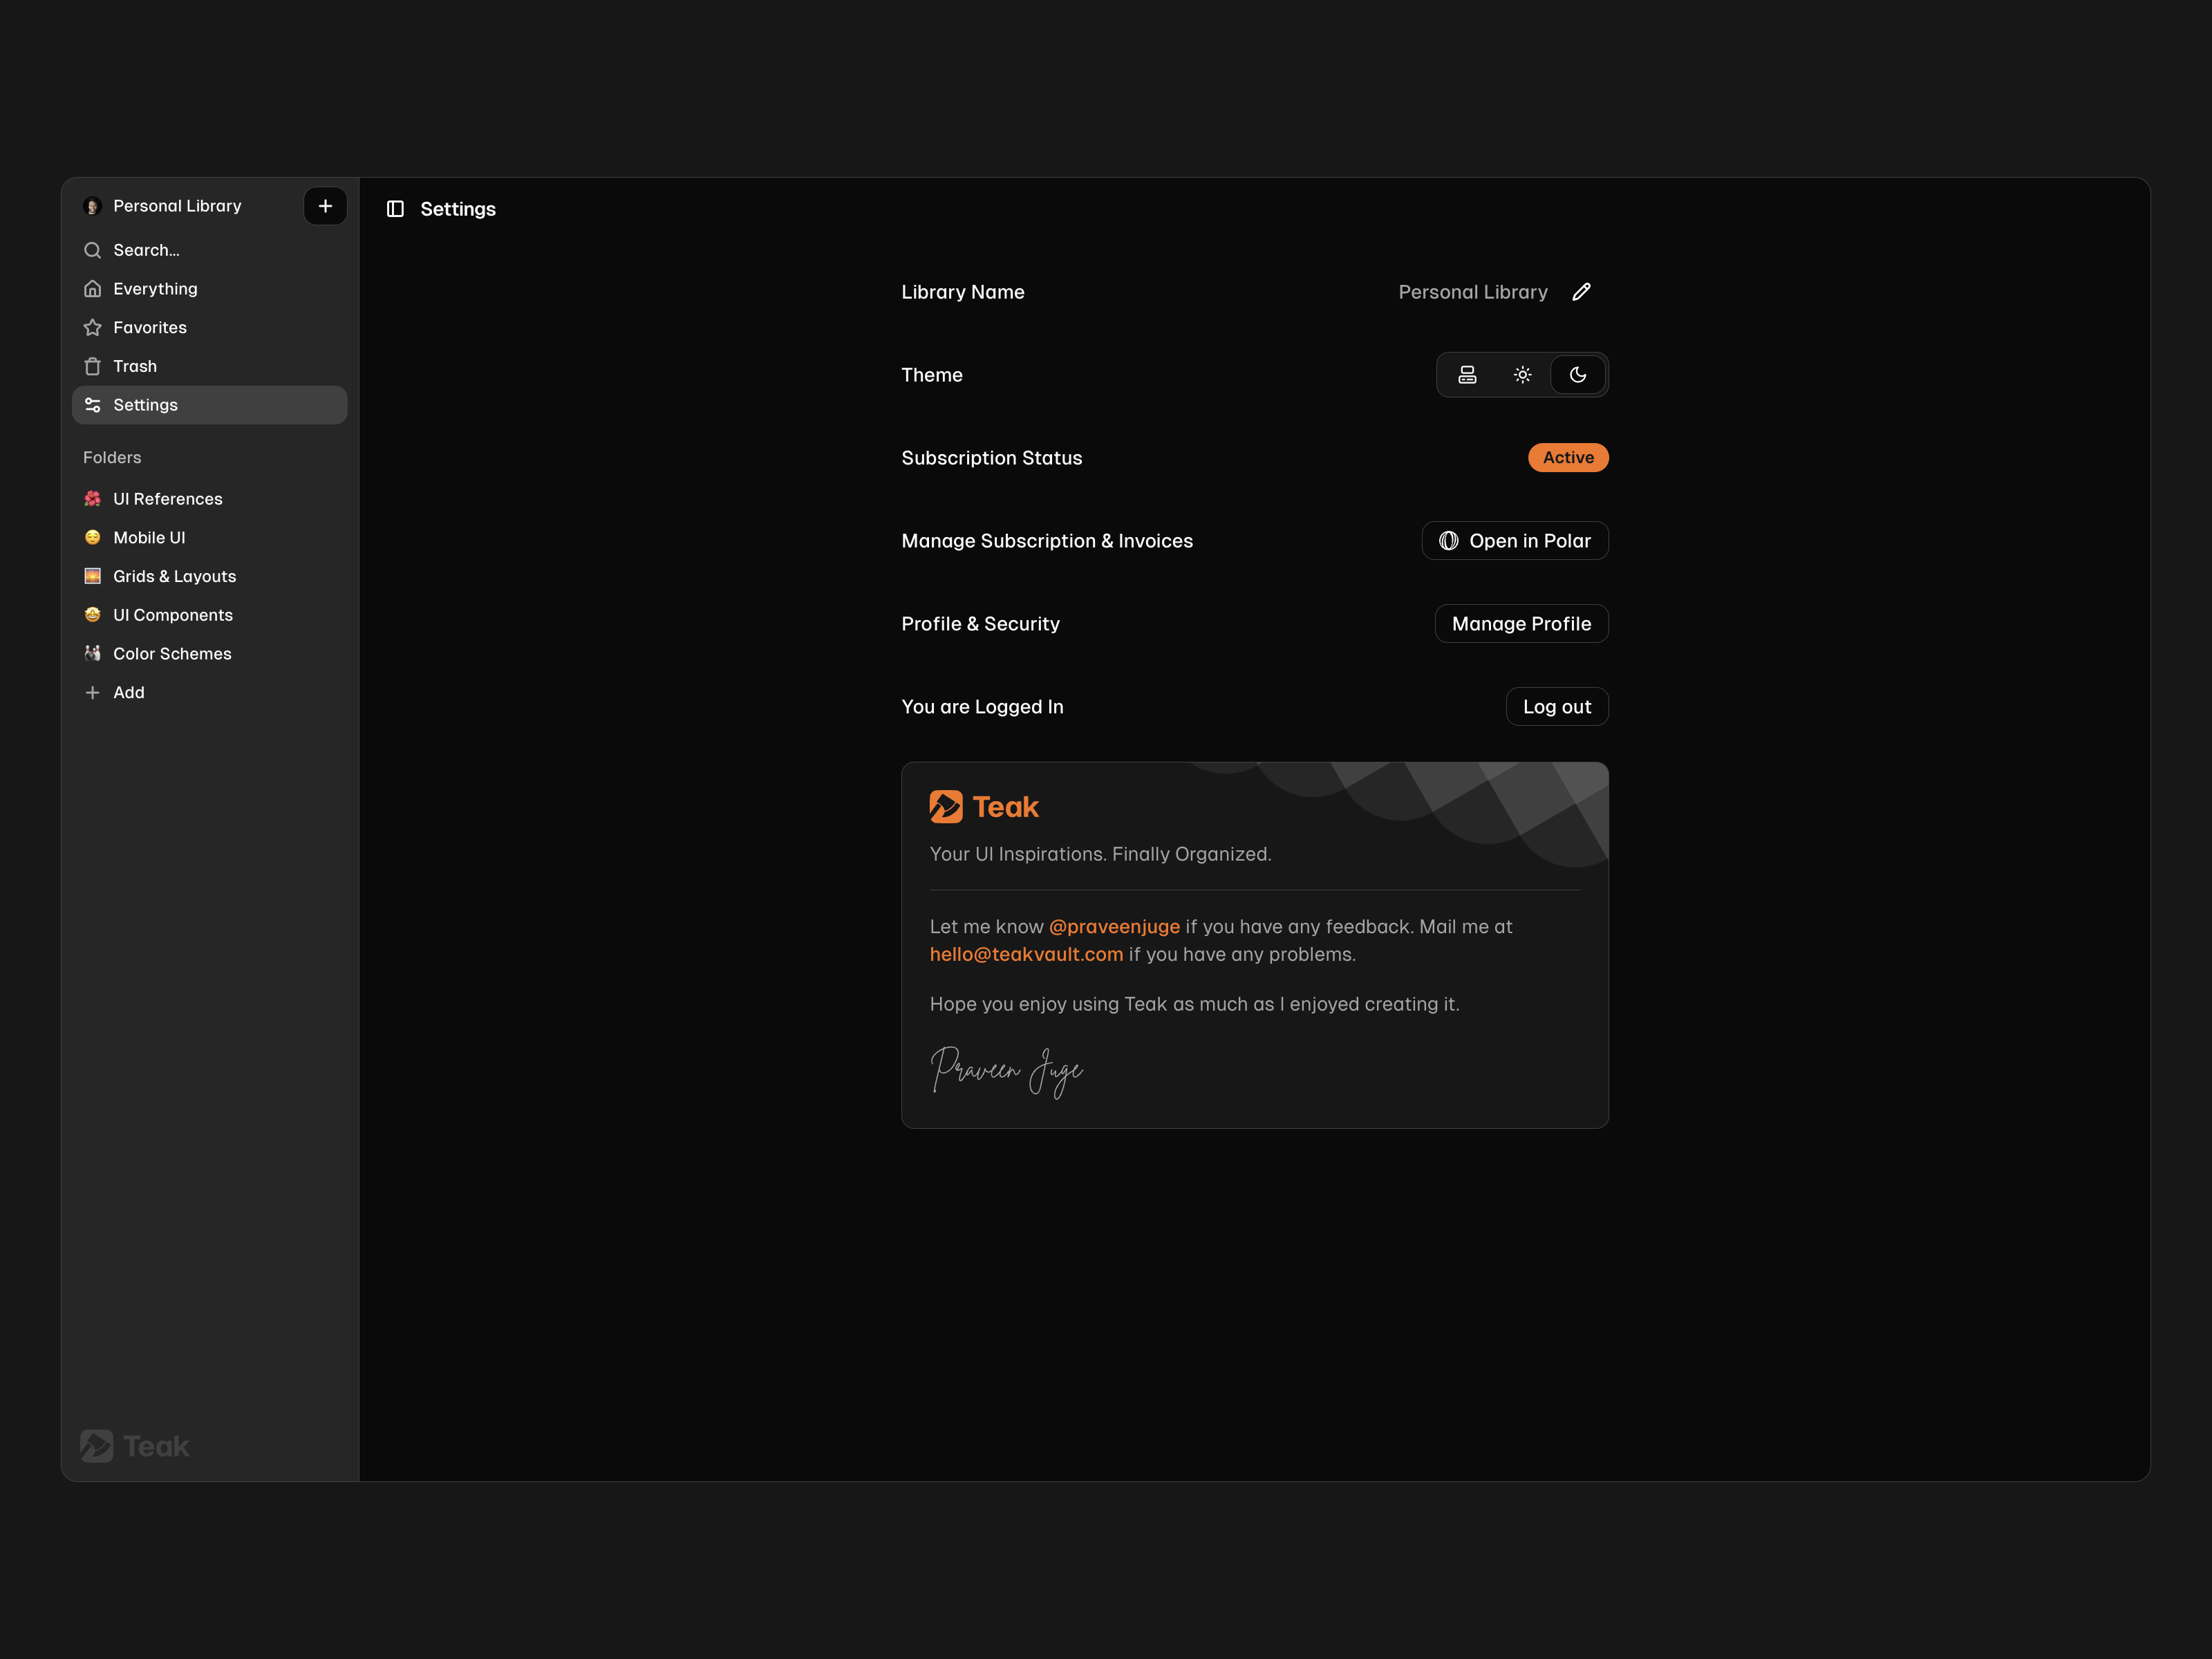 Personal Library
Search...
Everything
Favorites
Trash
Settings
Folders
UI References
Mobile UI
Grids & Layouts
UI Components
Color Schemes
Add
Teak
Settings
Library Name
Personal Library
Theme
Subscription Status
Active
Manage Subscription & Invoices
Open in Polar
Profile & Security
Manage Profile
You are Logged In
Log out
Teak
Your UI Inspirations. Finally Organized.
Let me know @praveenjuge if you have any feedback. Mail me at
hello@teakvault.com if you have any problems.
Hope you enjoy using Teak as much as I enjoyed creating it.
Praveen Juge